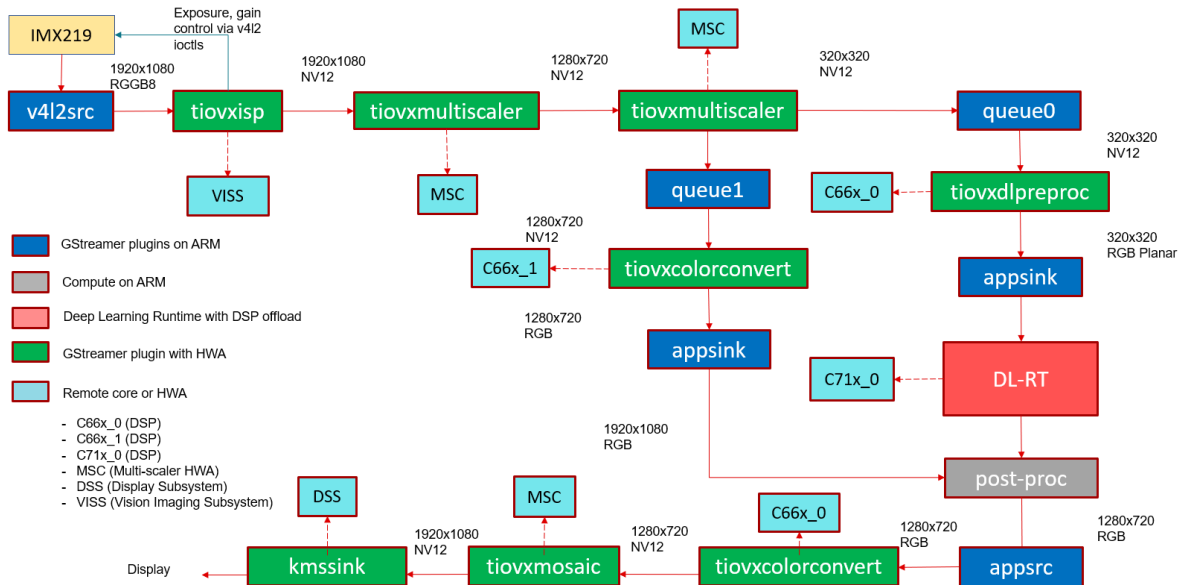 Exposure, gain
control via v4l2
ioctls
IMX219
MSC
1920x1080
RGGB8
1920x1080
NV12
1280x720
NV12
320x320
NV12
v4l2src
tiovxisp
tiovxmultiscaler
tiovxmultiscaler
queue0
320x320
NV12
VISS
MSC
queue1
C66x_0
tiovxdlpreproc
1280x720
NV12
320x320
RGB Planar
GStreamer plugins on ARM
C66x_1
tiovxcolorconvert
appsink
Compute on ARM
1280x720
RGB
Deep Learning Runtime with DSP offload
GStreamer plugin with HWA
appsink
C71x_0
DL-RT
Remote core or HWA
- C66x_0 (DSP)
- C66x_1 (DSP)
- C71x_0 (DSP)
- MSC (Multi-scaler HWA)
- DSS (Display Subsystem)
- VISS (Vision Imaging Subsystem)
1920x1080
RGB
post-proc
DSS
MSC
C66x_0
1920x1080
NV12
1280x720
NV12
1280x720
RGB
1280x720
RGB
Display
kmssink
tiovxmosaic
tiovxcolorconvert
appsrc